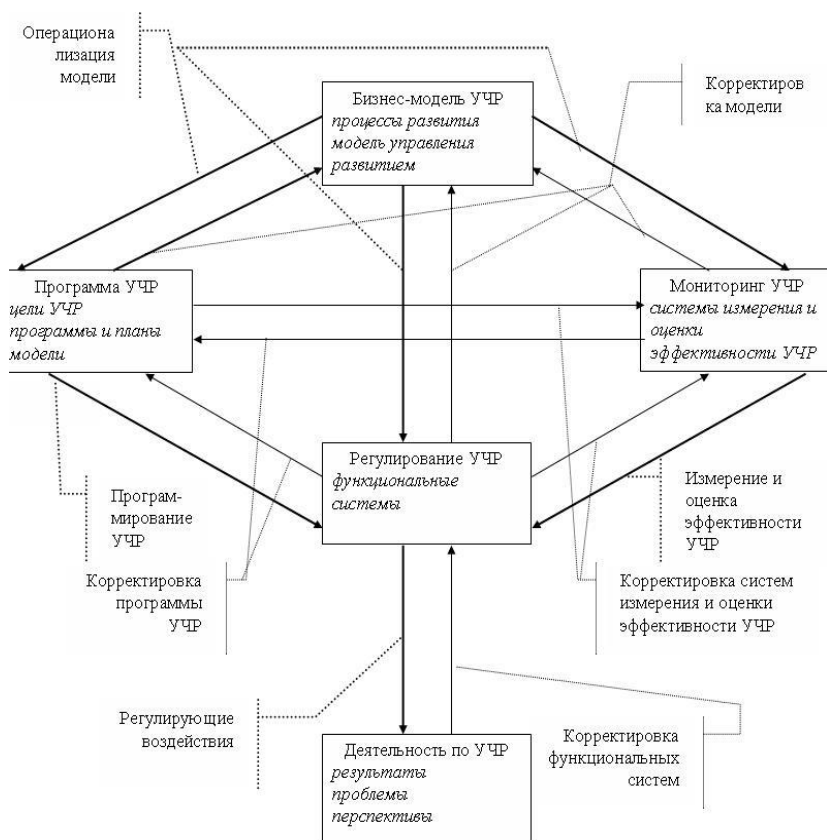 Операциона
лизация
модели
Бизнес-модель УЧР
процессы развития
модель управления
развитием
Корректиров
ка модели
Программа УЧР
цели УЧР
программы и планы
модели
Мониторинг УЧР
системы измерения и
оценки
эффективности УЧР
Регулирование УЧР
функциональные
системы
Програм-
мирование
УЧР
Измерение и
оценка
эффективности
УЧР
Корректировка
программы
УЧР
Корректировка систем
измерения и оценки
эффективности УЧР
Регулирующие
воздействия
Деятельность по УЧР
результаты
проблемы
перспективы
Корректировка
функциональных
систем